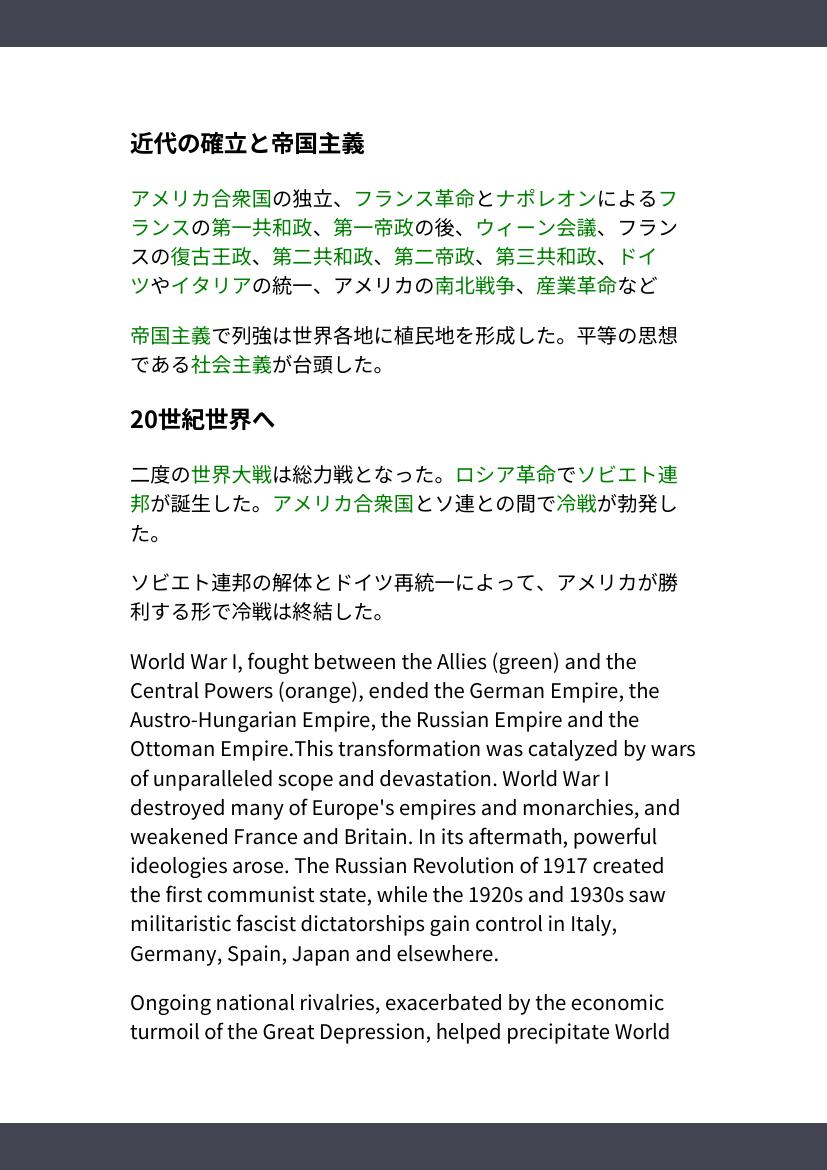 近代の確立と帝国主義
アメリカ合衆国の独立、フランス革命とナポレオンによるフ
ランスの第一共和政、第一帝政の後、ウィーン会議、フラン
スの復古王政、第二共和政、第二帝政、第三共和政、ドイ
ツやイタリアの統一、アメリカの南北戦争、産業革命など
帝国主義で列強は世界各地に植民地を形成した。平等の思想
である社会主義が台頭した。
20世紀世界へ
二度の世界大戦は総力戦となった。ロシア革命でソビエト連
邦が誕生した。アメリカ合衆国とソ連との間で冷戦が勃発し
た。
ソビエト連邦の解体とドイツ再統一によって、アメリカが勝
利する形で冷戦は終結した。
World War I, fought between the Allies (green) and the
Central Powers (orange), ended the German Empire, the
Austro-Hungarian Empire, the Russian Empire and the
Ottoman Empire.This transformation was catalyzed by wars
of unparalleled scope and devastation. World War I
destroyed many of Europe's empires and monarchies, and
weakened France and Britain. In its aftermath, powerful
ideologies arose. The Russian Revolution of 1917 created
the first communist state, while the 1920s and 1930s saw
militaristic fascist dictatorships gain control in Italy,
Germany, Spain, Japan and elsewhere.
Ongoing national rivalries, exacerbated by the economic
turmoil of the Great Depression, helped precipitate World